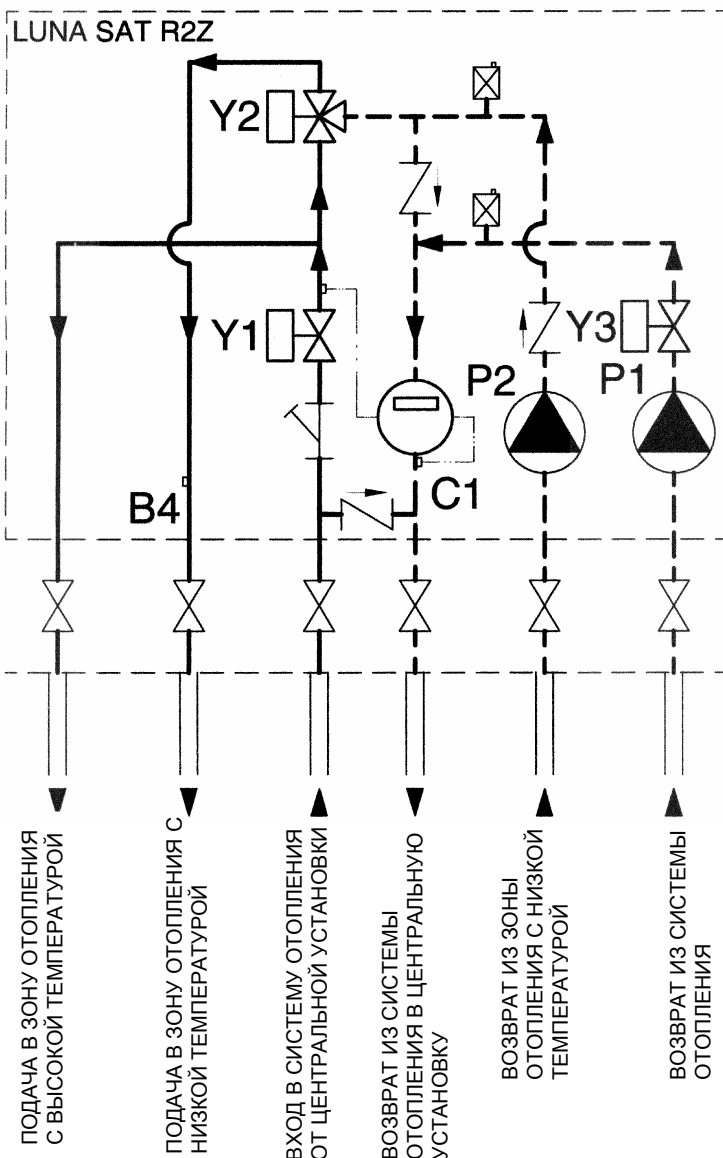 LUNA SAT R2Z
Y2
Y1
Y3
P2
P1
B4
C1
ПОДАЧА В ЗОНУ ОТОПЛЕНИЯ
С ВЫСОКОЙ ТЕМПЕРАТУРОЙ
ПОДАЧА В ЗОНУ ОТОПЛЕНИЯ С
НИЗКОЙ ТЕМПЕРАТУРОЙ
ВХОД В СИСТЕМУ ОТОПЛЕНИЯ
ОТ ЦЕНТРАЛЬНОЙ УСТАНОВКИ
ВОЗВРАТ ИЗ СИСТЕМЫ
ОТОПЛЕНИЯ В ЦЕНТРАЛЬНУЮ
УСТАНОВКУ
ВОЗВРАТ ИЗ ЗОНЫ
ОТОПЛЕНИЯ С НИЗКОЙ
ТЕМПЕРАТУРОЙ
ВОЗВРАТ ИЗ СИСТЕМЫ
ОТОПЛЕНИЯ